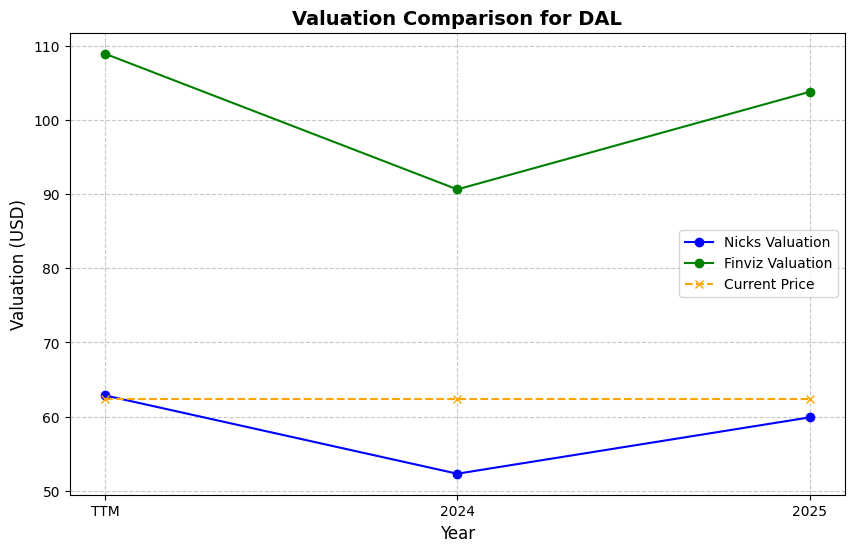 Valuation Comparison for DAL
110
100
90
80
70
60
50
Valuation (USD)
Nicks Valuation
Finviz Valuation
Current Price
TTM
2024
2025
Year